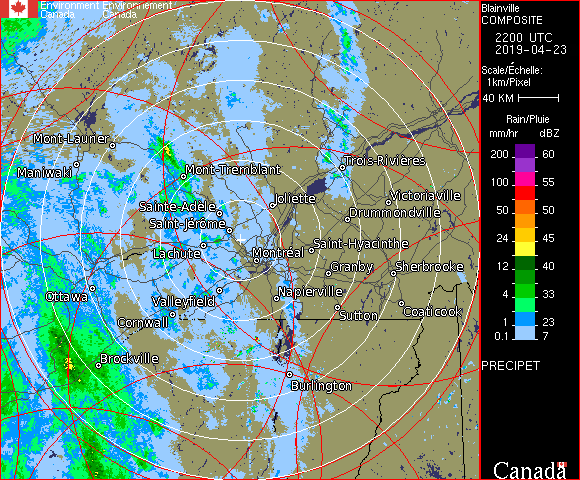 Environment Environnement
Canada Canada
Mont-Laurier
Maniwaki
Mont-Tremblant
Trois-Rivières
Sainte-Adele
Joliette
Victoriaville
Drummondville
Saint-Jérôme
Lachute
Montréal
Saint-Hyacinthe
Granby
Sherbrooke
Ottawa
Valleyfield
Napierville
Cornwall
Sutton
Coaticook
Brockville
Burlington
Blainville
COMPOSITE
2200 UTC
2019-04-23
Scale/Échelle:
1km/Pixel
40 KM
Rain/Pluie
mm/hr dBZ
200 60
100 55
50 50
24 45
12 40
4 33
1 23
0.1 7
PRECIPET
Canada